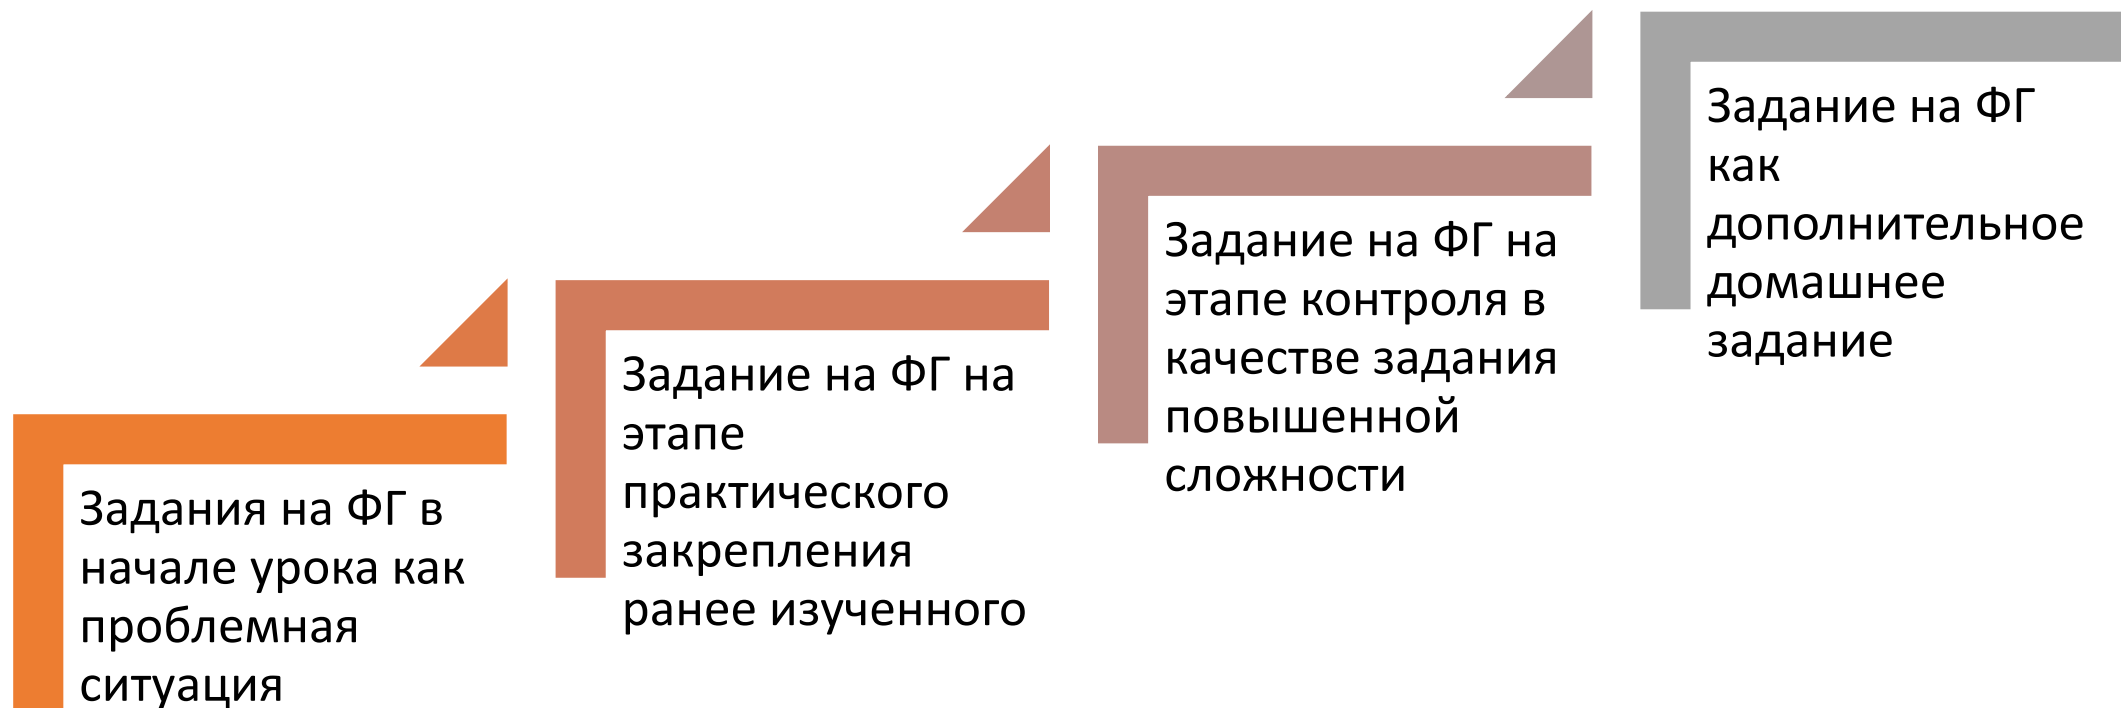 Задания на ФГ в
начале урока как
проблемная
ситуация
Задание на ФГ на
этапе
практического
закрепления
ранее изученного
Задание на ФГ на
этапе контроля в
качестве задания
повышенной
сложности
Задание на ФГ
как
дополнительное
домашнее
задание